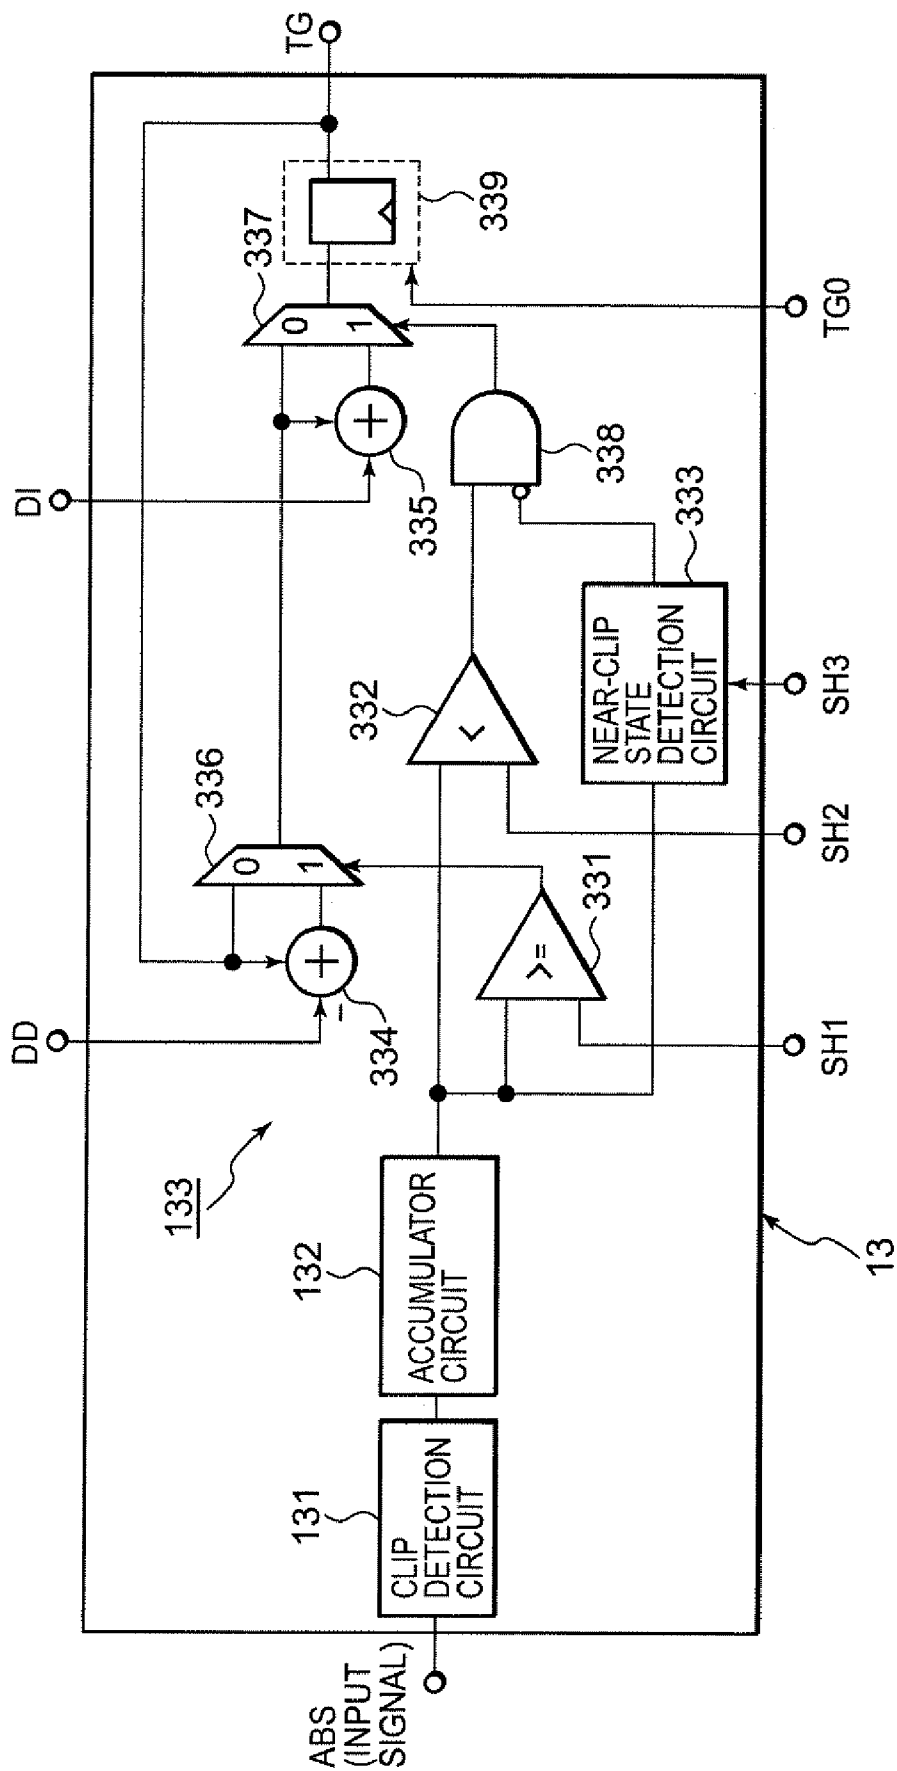 ABS
(INPUT
SIGNAL)
131
CLIP
DETECTION
CIRCUIT
132
ACCUMULATOR
CIRCUIT
133
DD
334
-
+
336
0
1
331
>=
SH1
332
<
SH2
NEAR-CLIP
STATE
DETECTION
CIRCUIT
333
SH3
338
DI
335
+
337
0
1
339
TG0
TG
13